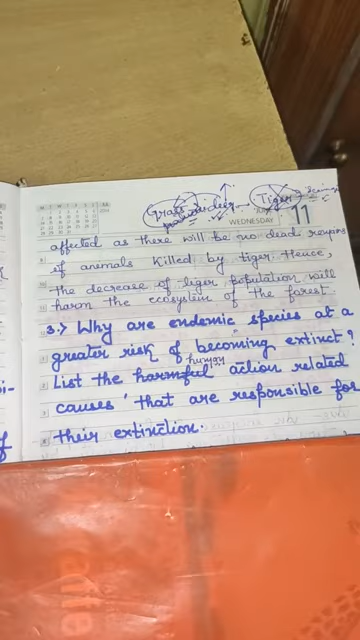 Grass deer Tiger
WEDNESDAY 11
affected as there will be no dead remains
of animals killed by tiger. Hence,
the decrease of tiger population will
harm the ecosystem of the forest.
3.> Why are endemic species at a
greater risk of becoming extinct?
human
List the harmful action related
causes that are responsible for
their extinction.